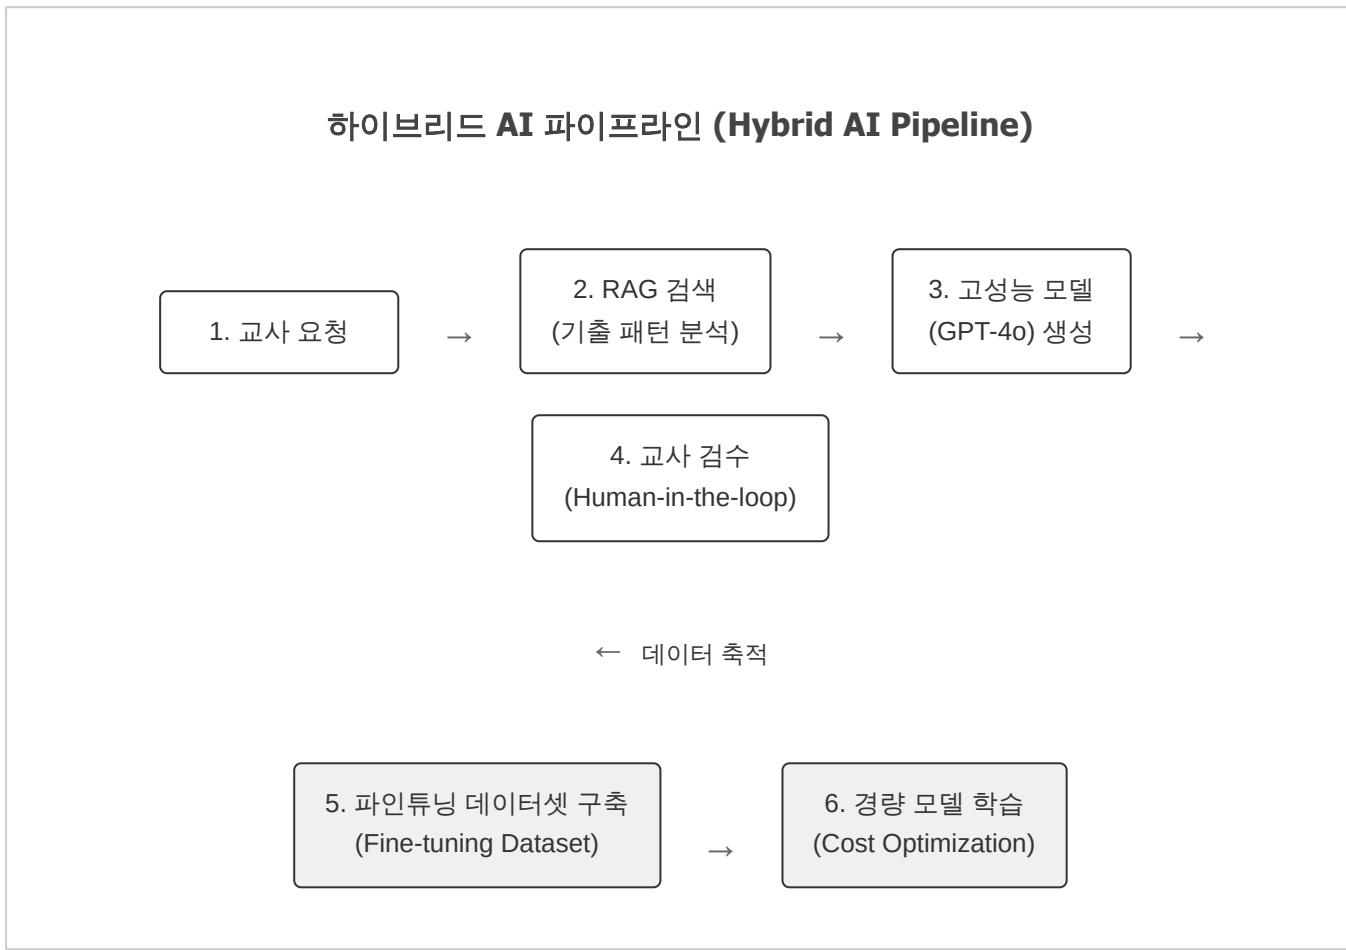 하이브리드 AI 파이프라인 (Hybrid AI Pipeline)
1. 교사 요청
→
2. RAG 검색
(기출 패턴 분석)
→
3. 고성능 모델
(GPT-4o) 생성
→
4. 교사 검수
(Human-in-the-loop)
← 데이터 축적
5. 파인튜닝 데이터셋 구축
(Fine-tuning Dataset)
→
6. 경량 모델 학습
(Cost Optimization)